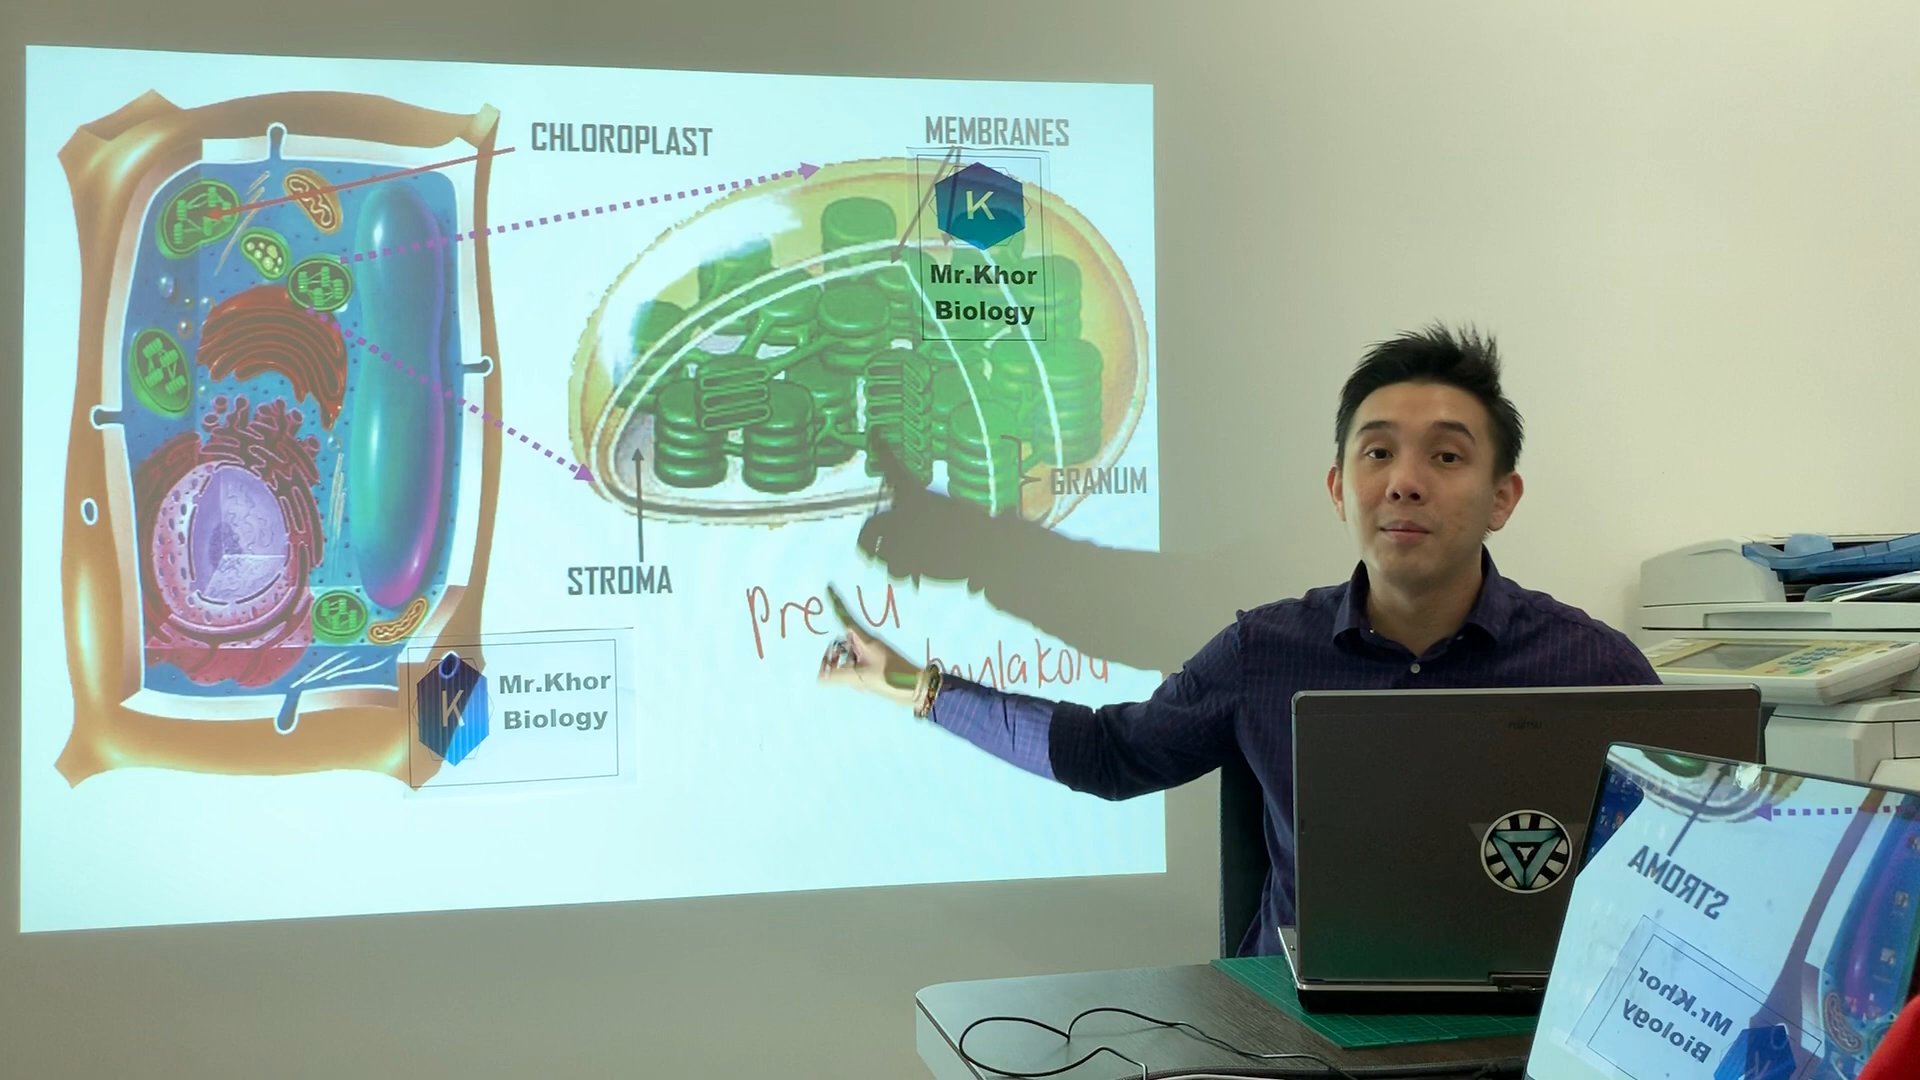 CHLOROPLAST
MEMBRANES
K
Mr.Khor
Biology
GRANUM
STROMA
pre U
K
Mr.Khor
Biology
STROMA
Mr.Khor
Biology